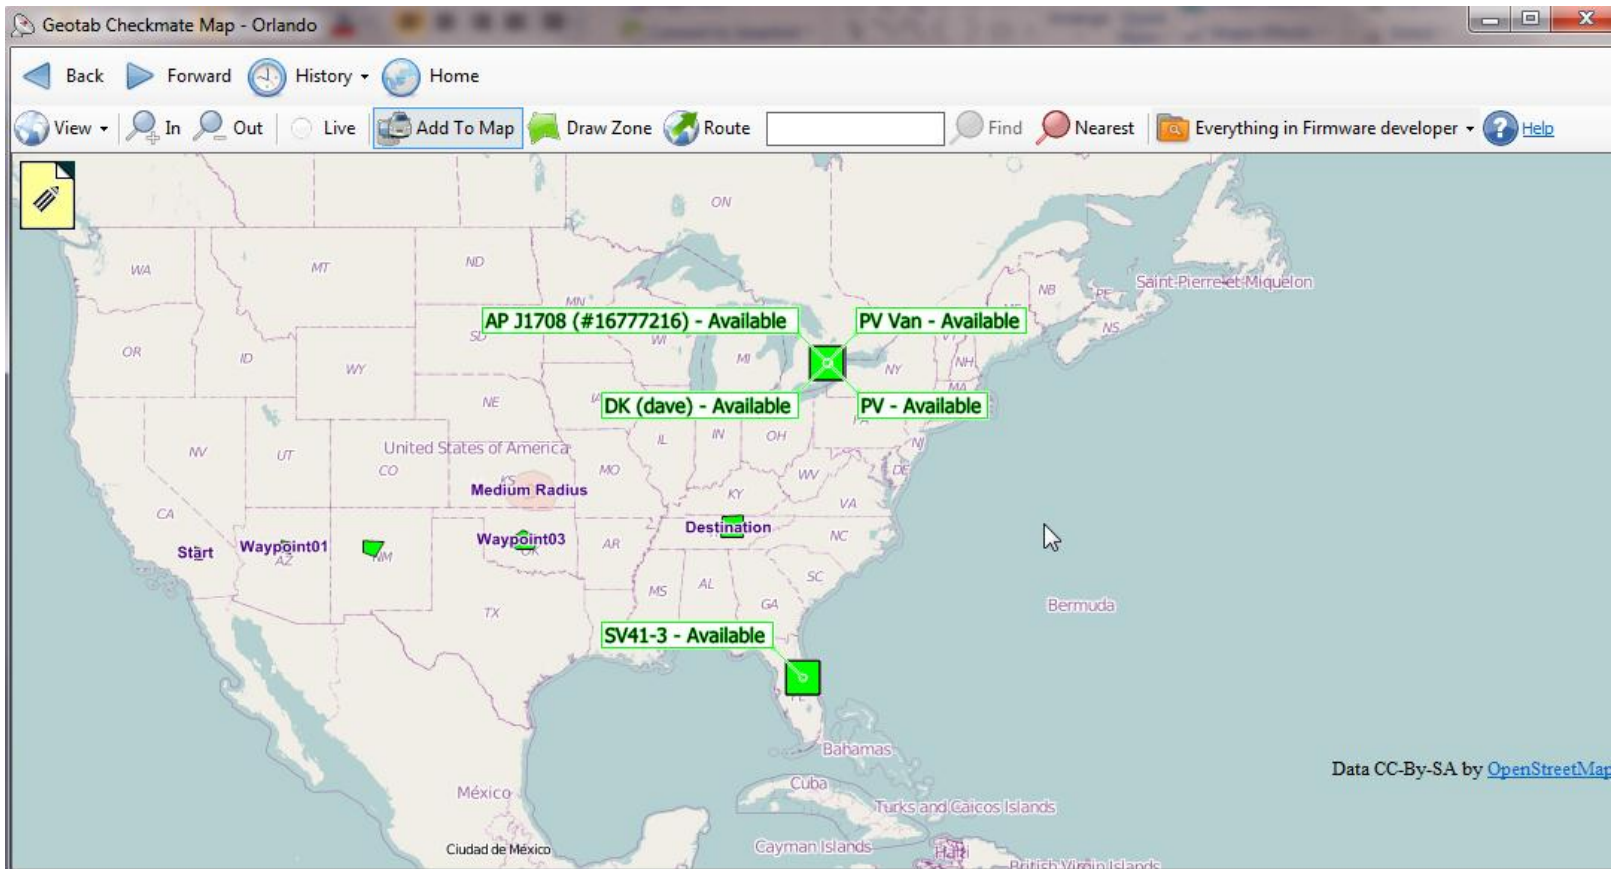 Geotab Checkmate Map - Orlando
Back Forward History Home
View In Out Live Add To Map Draw Zone Route Find Nearest Everything in Firmware developer Help
ON
WA MT ND
NB
PE
Saint-Pierre-et-Miquelon
MN
AP J1708 (#16777216) - Available PV Van - Available
NS
SD WI VT
OR ID WY MI NY NH
MA
NE DK (dave) - Available PV - Available
PA
NV UT United States of America IL IN OH NJ
CO KS MO WV DE
Medium Radius KY VA
CA
Start Waypoint01 Waypoint03 Destination
AZ NM OK AR NC
MS AL SC
TX GA
Bermuda
SV41-3 - Available
FL
Bahamas
Data CC-By-SA by OpenStreetMap
México Cuba
Turks and Caicos Islands
Ciudad de México Cayman Islands Haïti
British Virgin Islands